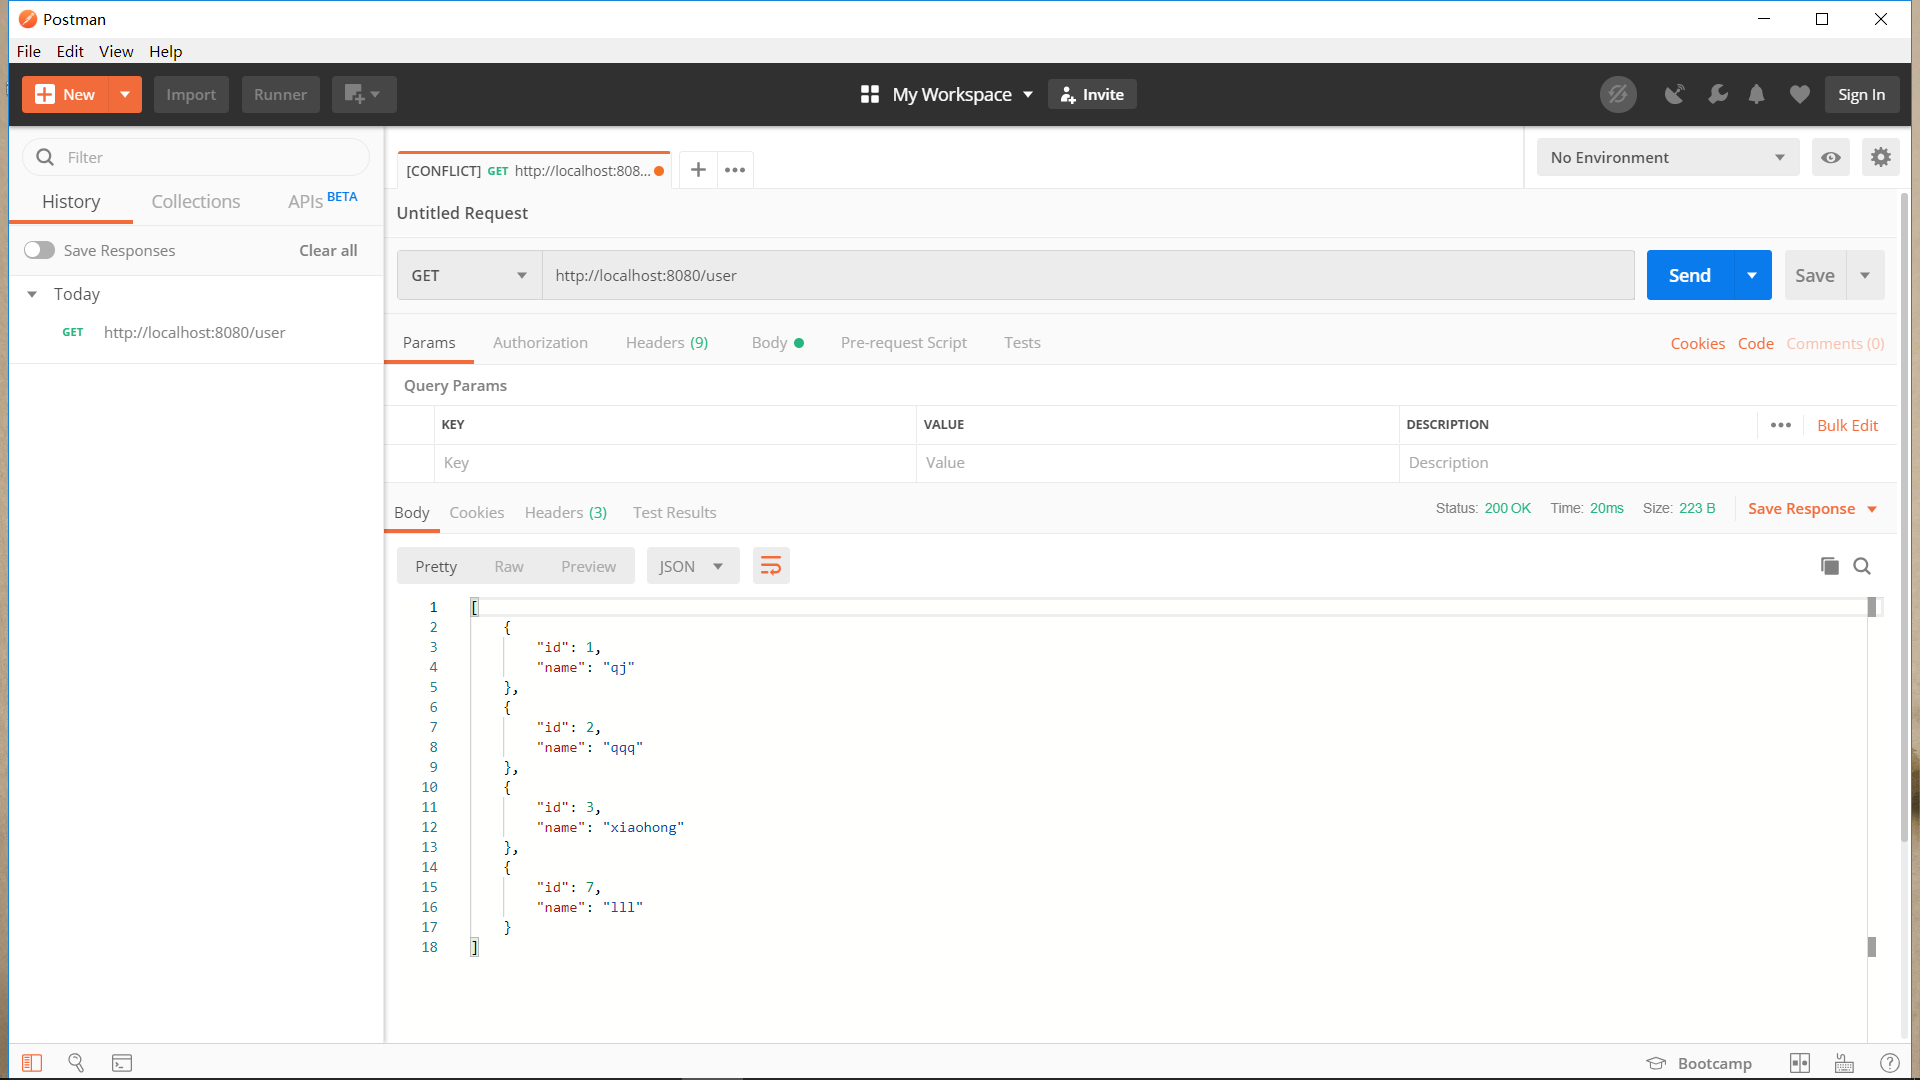 Postman
File Edit View Help
New Import Runner My Workspace Invite Sign In
Filter
History Collections APIs BETA
Save Responses Clear all
Today
GET http://localhost:8080/user
[CONFLICT] GET http://localhost:808...
No Environment
Untitled Request
GET http://localhost:8080/user Send Save
Params Authorization Headers (9) Body Pre-request Script Tests Cookies Code Comments (0)
Query Params
KEY VALUE DESCRIPTION Bulk Edit
Key Value Description
Body Cookies Headers (3) Test Results Status: 200 OK Time: 20ms Size: 223 B Save Response
Pretty Raw Preview JSON
1 [
2 {
3 "id": 1,
4 "name": "qj"
5 },
6 {
7 "id": 2,
8 "name": "qqq"
9 },
10 {
11 "id": 3,
12 "name": "xiaohong"
13 },
14 {
15 "id": 7,
16 "name": "lll"
17 }
18 ]
Bootcamp